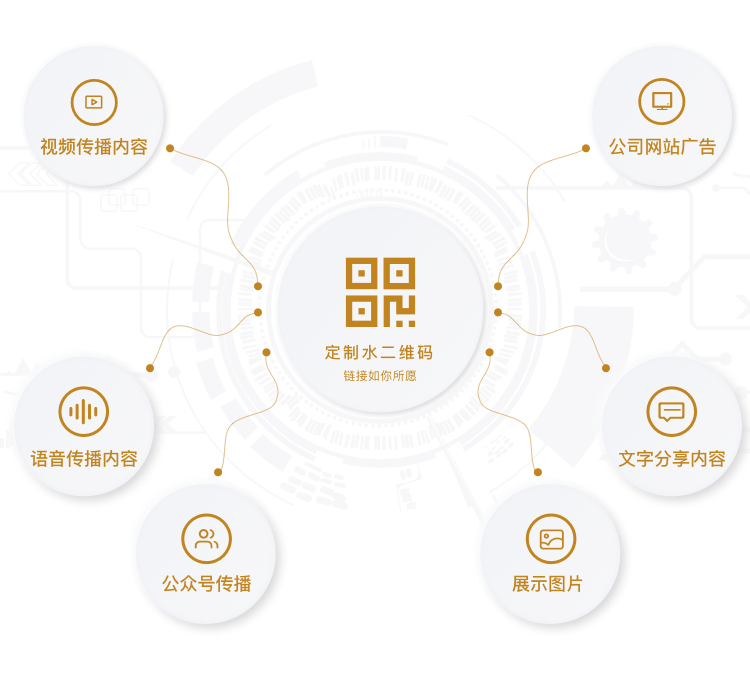 视频传播内容
公司网站广告
定制水二维码
链接如你所愿
语音传播内容
文字分享内容
公众号传播
展示图片